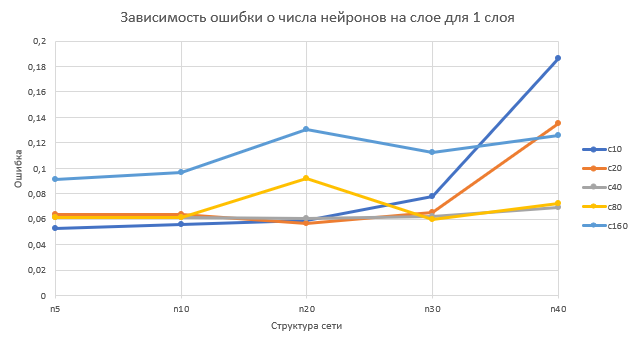 Зависимость ошибки о числа нейронов на слое для 1 слоя
0,2
0,18
0,16
0,14
0,12
0,1
0,08
0,06
0,04
0,02
0
Ошибка
n5 n10 n20 n30 n40
Структура сети
c10
c20
c40
c80
c160